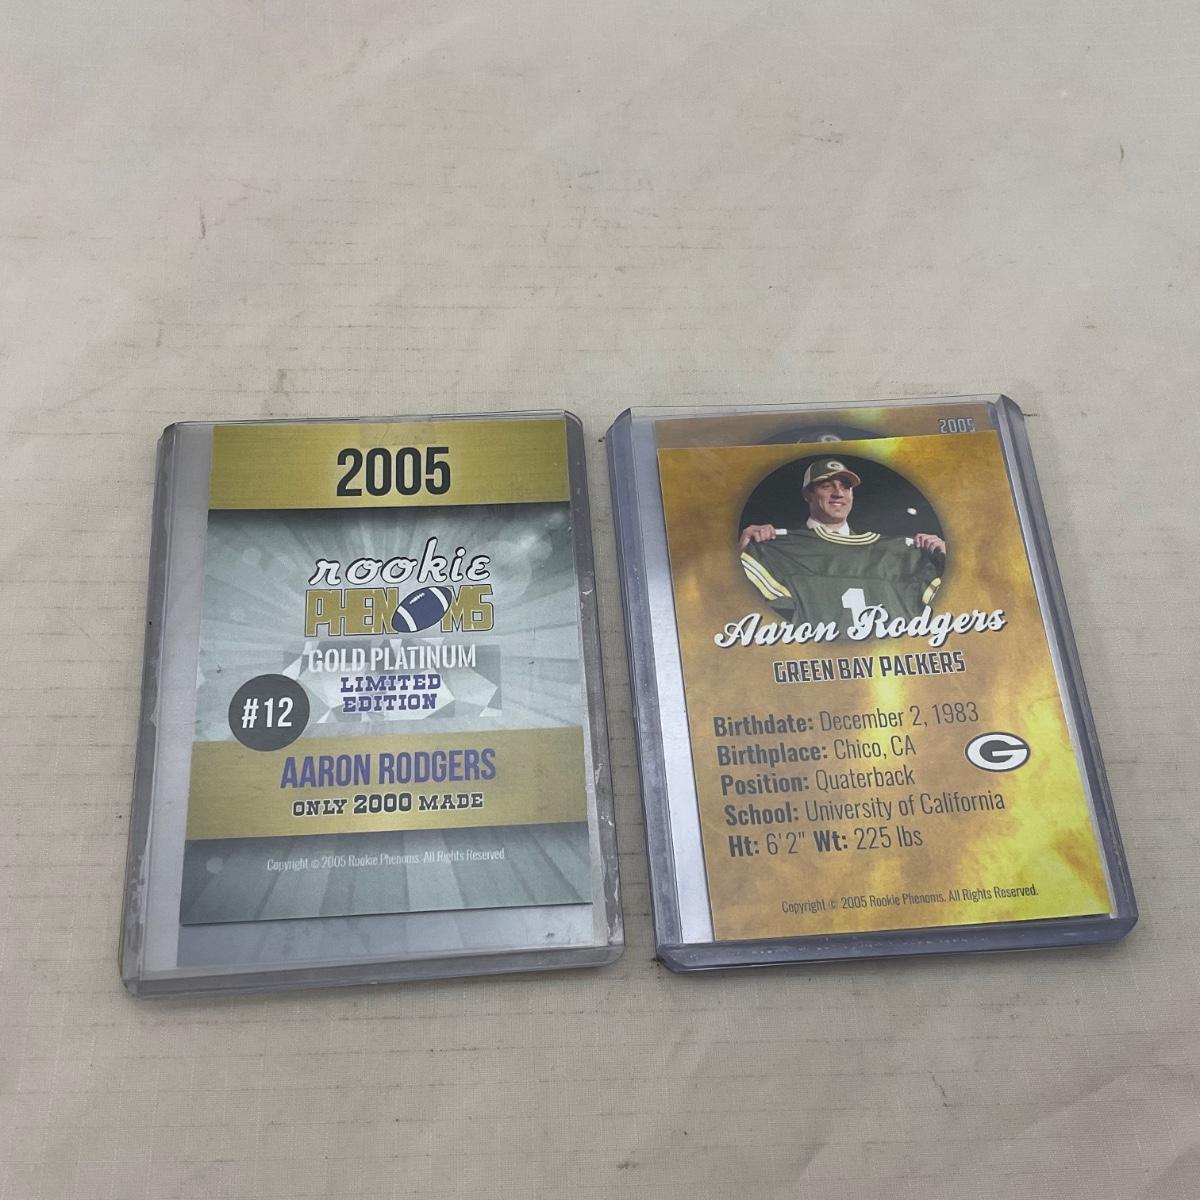 2005
rookie
PHENOMS
GOLD PLATINUM
LIMITED
EDITION
#12
AARON RODGERS
ONLY 2000 MADE
Copyright © 2005 Rookie Phenoms. All Rights Reserved
2005
1
Aaron Rodgers
GREEN BAY PACKERS
Birthdate: December 2, 1983
Birthplace: Chico, CA
G
Position: Quaterback
School: University of California
Ht: 6'2" Wt: 225 lbs
Copyright © 2005 Rookie Phenoms. All Rights Reserved.